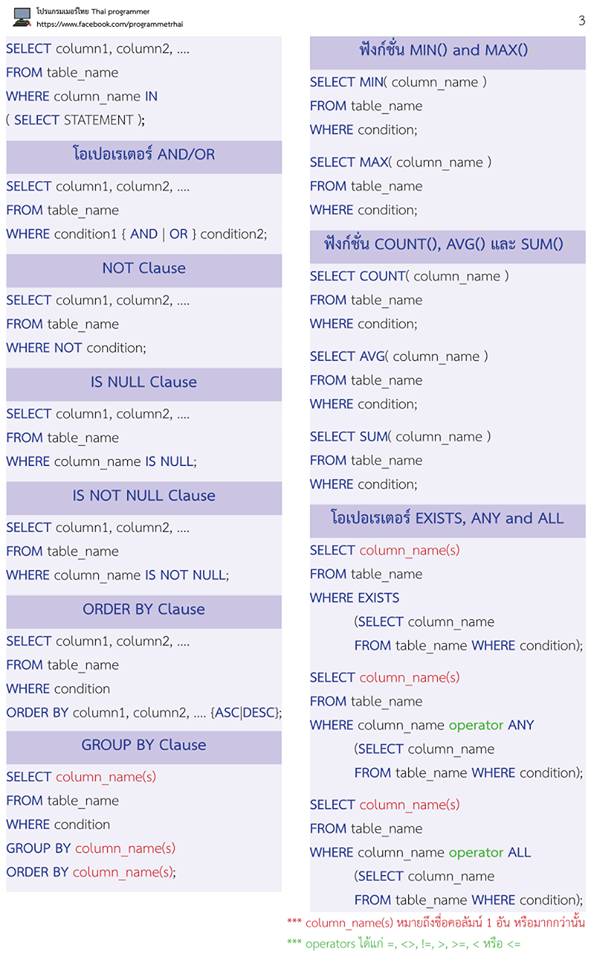 โปรแกรมเมอร์ไทย Thai programmer
https://www.facebook.com/programmetrhai
3
SELECT column1, column2, ....
FROM table_name
WHERE column_name IN
( SELECT STATEMENT );
โอเปอเรเตอร์ AND/OR
SELECT column1, column2, ....
FROM table_name
WHERE condition1 { AND | OR } condition2;
NOT Clause
SELECT column1, column2, ....
FROM table_name
WHERE NOT condition;
IS NULL Clause
SELECT column1, column2, ....
FROM table_name
WHERE column_name IS NULL;
IS NOT NULL Clause
SELECT column1, column2, ....
FROM table_name
WHERE column_name IS NOT NULL;
ORDER BY Clause
SELECT column1, column2, ....
FROM table_name
WHERE condition
ORDER BY column1, column2, .... {ASC|DESC};
GROUP BY Clause
SELECT column_name(s)
FROM table_name
WHERE condition
GROUP BY column_name(s)
ORDER BY column_name(s);
ฟังก์ชั่น MIN() and MAX()
SELECT MIN( column_name )
FROM table_name
WHERE condition;
SELECT MAX( column_name )
FROM table_name
WHERE condition;
ฟังก์ชั่น COUNT(), AVG() และ SUM()
SELECT COUNT( column_name )
FROM table_name
WHERE condition;
SELECT AVG( column_name )
FROM table_name
WHERE condition;
SELECT SUM( column_name )
FROM table_name
WHERE condition;
โอเปอเรเตอร์ EXISTS, ANY and ALL
SELECT column_name(s)
FROM table_name
WHERE EXISTS
(SELECT column_name
FROM table_name WHERE condition);
SELECT column_name(s)
FROM table_name
WHERE column_name operator ANY
(SELECT column_name
FROM table_name WHERE condition);
SELECT column_name(s)
FROM table_name
WHERE column_name operator ALL
(SELECT column_name
FROM table_name WHERE condition);
*** column_name(s) หมายถึงชื่อคอลัมน์ 1 อัน หรือมากกว่านั้น
*** operators ได้แก่ =, <>, !=, >, >=, < หรือ <=